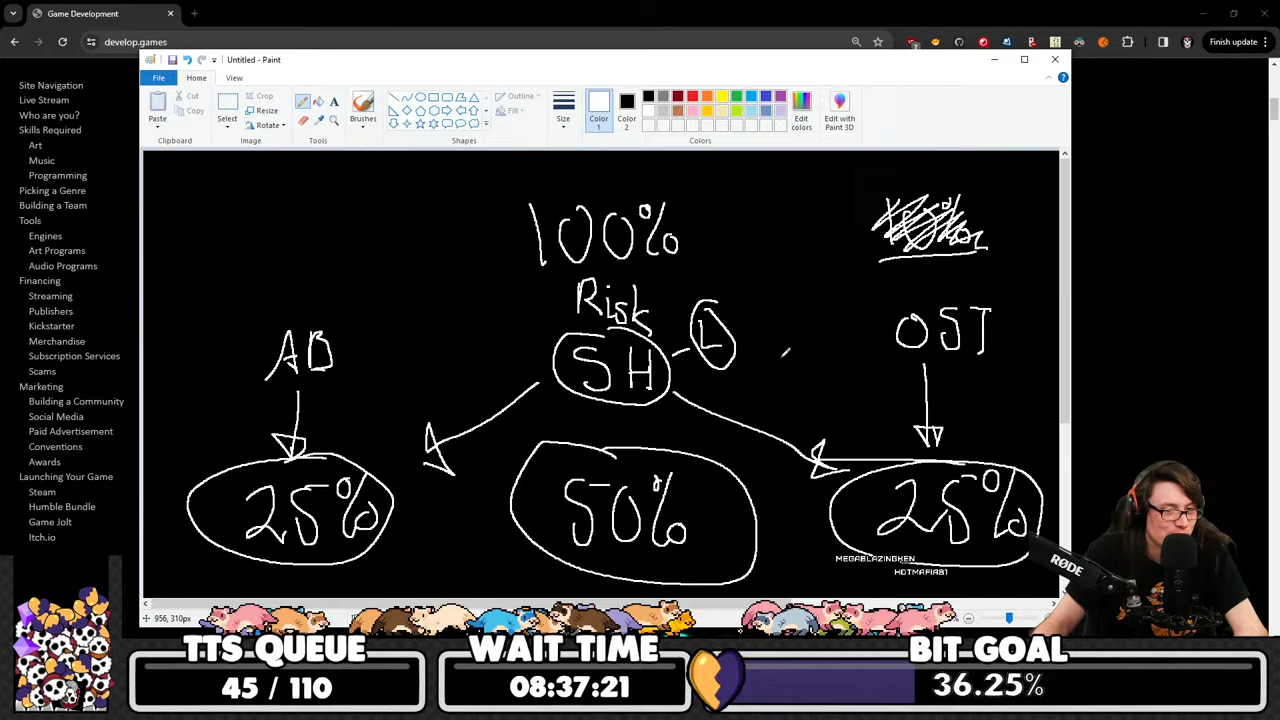 Game Development
develop.games
Finish update
Site Navigation
Live Stream
Who are you?
Skills Required
Art
Music
Programming
Picking a Genre
Building a Team
Tools
Engines
Art Programs
Audio Programs
Financing
Streaming
Publishers
Kickstarter
Merchandise
Subscription Services
Scams
Marketing
Building a Community
Social Media
Paid Advertisement
Conventions
Awards
Launching Your Game
Steam
Humble Bundle
Game Jolt
Itch.io
Untitled - Paint
File
Home
View
Paste
Cut
Copy
Clipboard
Select
Crop
Resize
Rotate
Image
Tools
Brushes
Outline
Fill
Shapes
Size
Color 1
Color 2
Edit colors
Edit with Paint 3D
Colors
100%
Risk
SH
L
AB
OST
25%
50%
25%
MEGABLAZINGKEN
HOTMAFIA81
956, 310px
RØDE
TTS QUEUE
45 / 110
WAIT TIME
08:37:21
BIT GOAL
36.25%